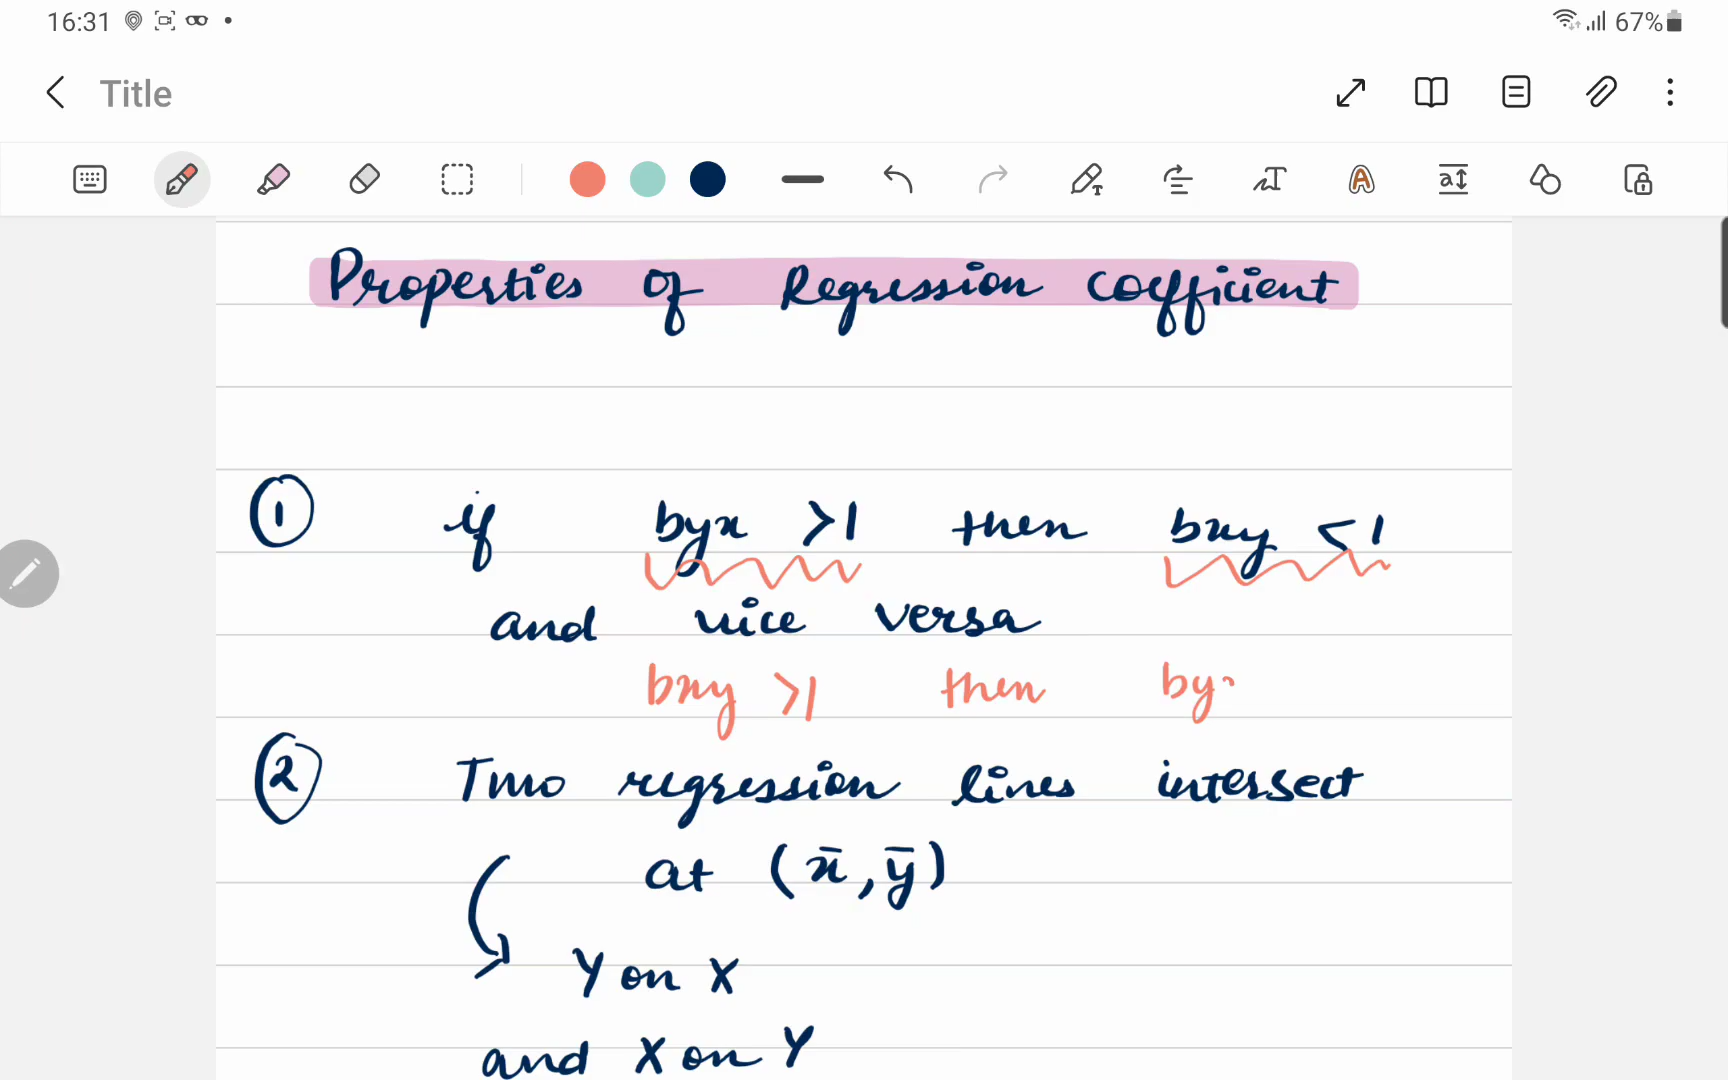 16:31 67%
Title
Properties of Regression Coefficient
1 if byx >1 then bxy <1
and vice versa
bxy >1 then by
2 Two regression lines intersect
at (x̄, ȳ)
Y on X
and X on Y